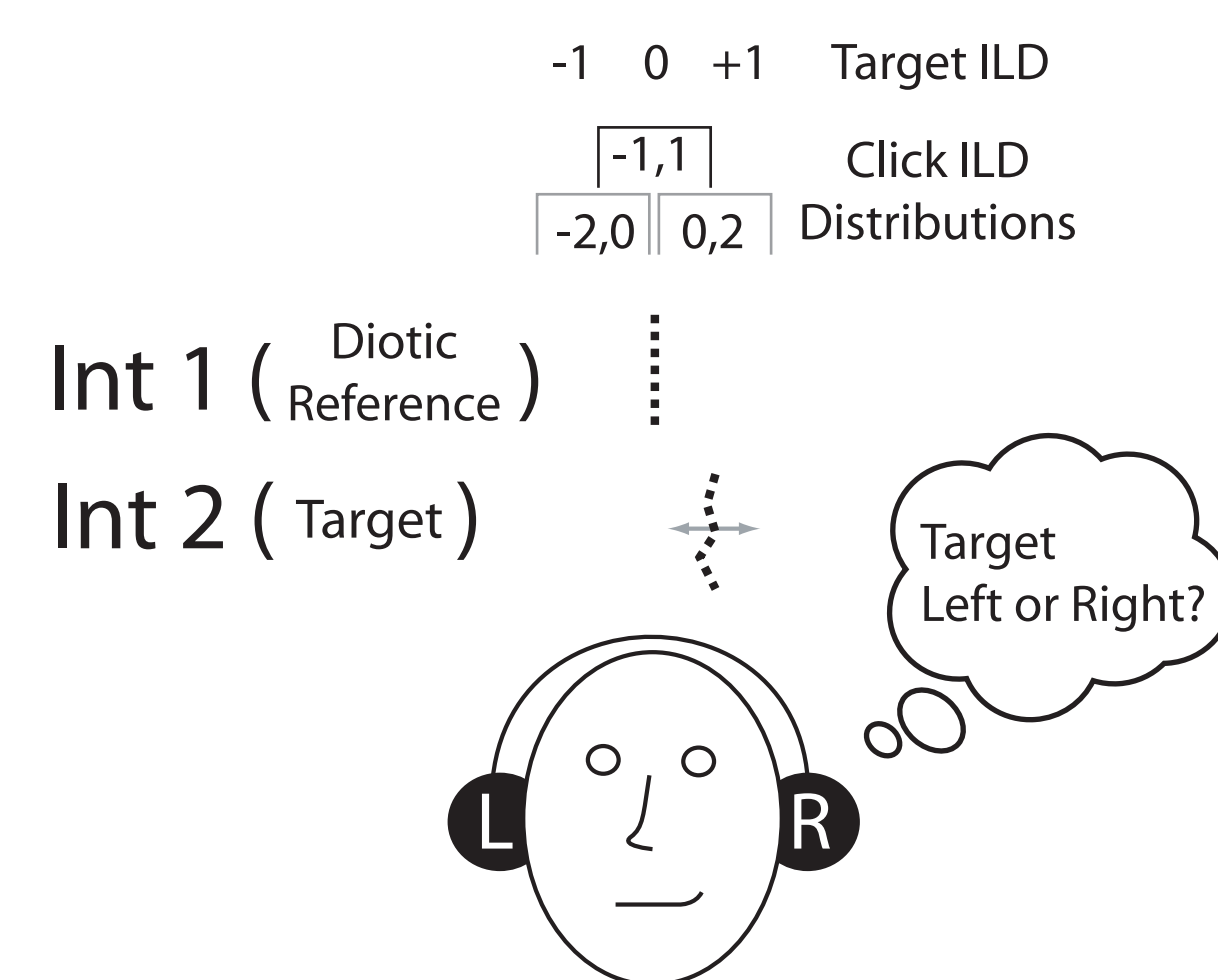 -1 0 +1 Target ILD
-1,1 Click ILD
-2,0 0,2 Distributions
Int 1 ( Diotic
Reference )
Int 2 ( Target )
Target
Left or Right?
L R